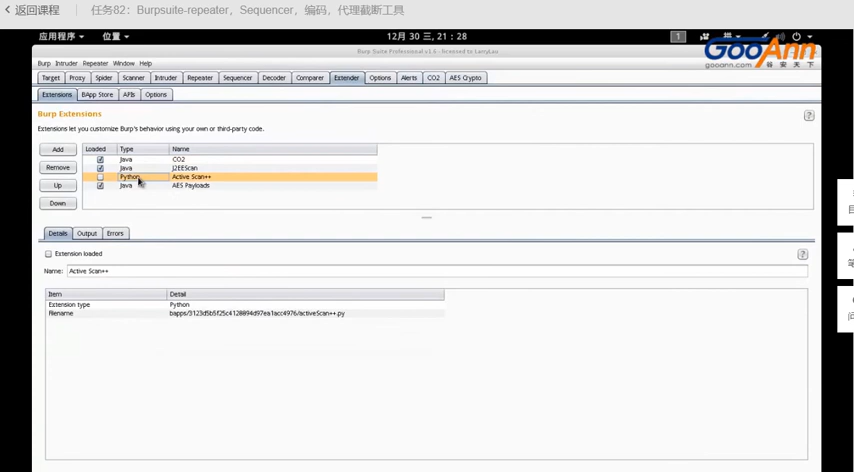 返回课程 任务82：Burpsuite-repeater，Sequencer，编码，代理截断工具
应用程序 位置 12月 30 三, 21：28 1
GooAnn
gooann.com 谷安天下
Burp Suite Professional v1.6 - licensed to LarryLau
Burp Intruder Repeater Window Help
Target Proxy Spider Scanner Intruder Repeater Sequencer Decoder Comparer Extender Options Alerts CO2 AES Crypto
Extensions BApp Store APIs Options
Burp Extensions
?
Extensions let you customize Burp's behavior using your own or third-party code.
Add Loaded Type Name
Java CO2
Remove Java J2EEScan
Python Active Scan++
Up Java AES Payloads
Down
Details Output Errors
Extension loaded
?
Name: Active Scan++
Item Detail
Extension type Python
Filename bapps/3123d5b5f25c4128894d97ea1acc4976/activeScan++.py